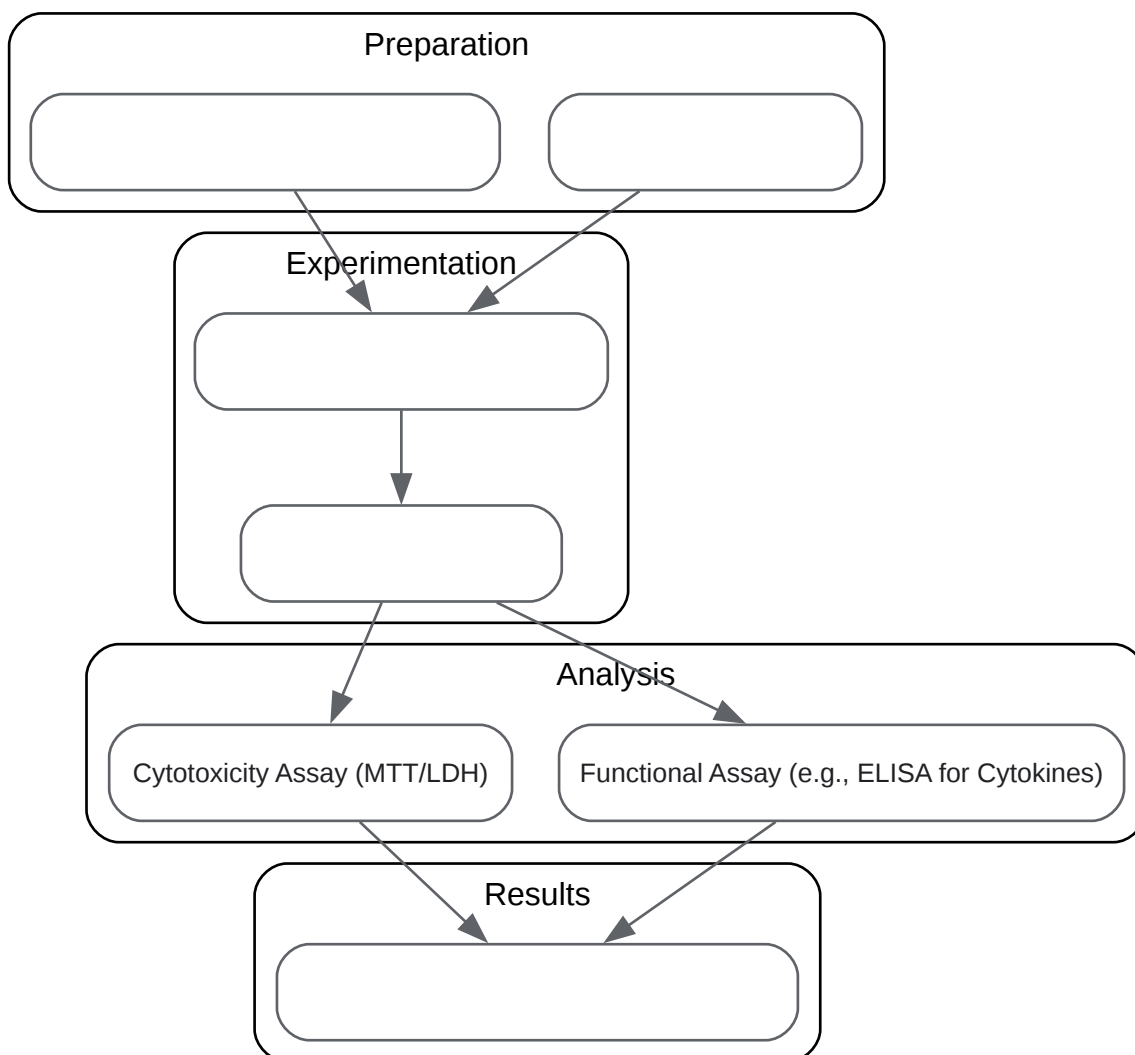 Preparation
Experimentation
Analysis
Cytotoxicity Assay (MTT/LDH)
Functional Assay (e.g., ELISA for Cytokines)
Results